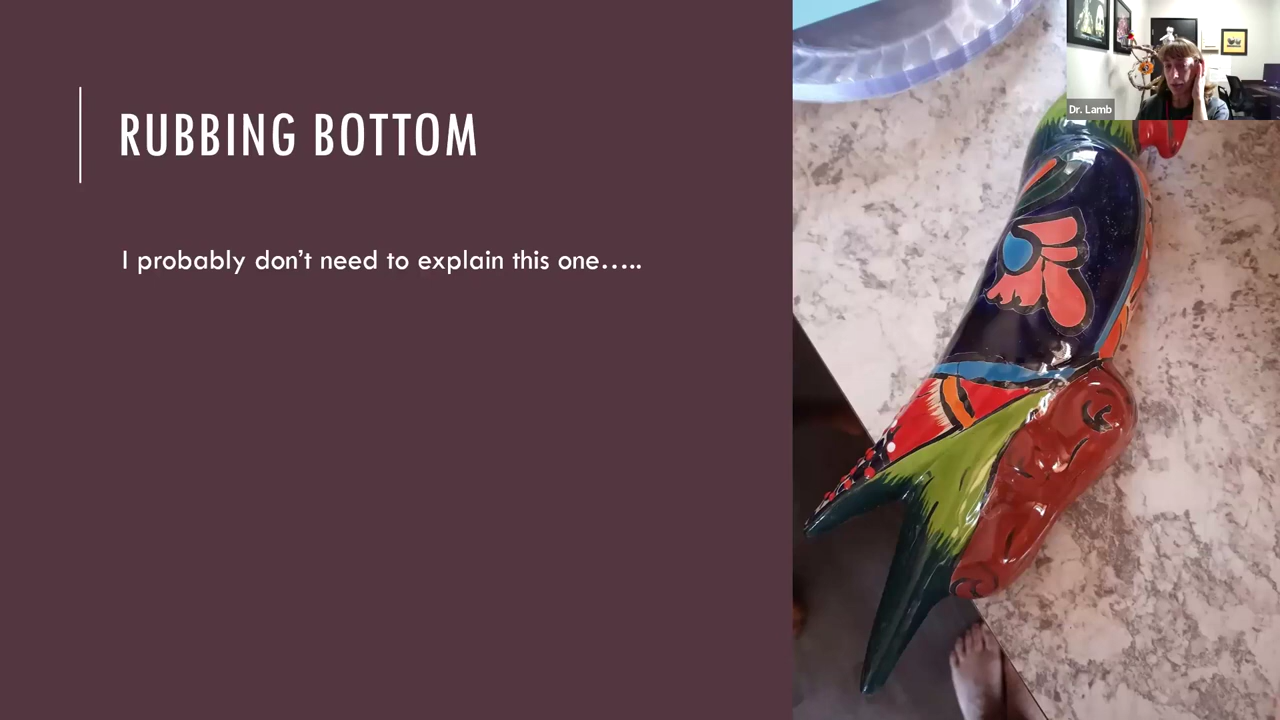 RUBBING BOTTOM
I probably don't need to explain this one.....
Dr. Lamb